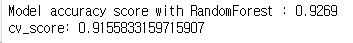 Model accuracy score with RandomForest : 0.9269
cv_score: 0.9155833159715907